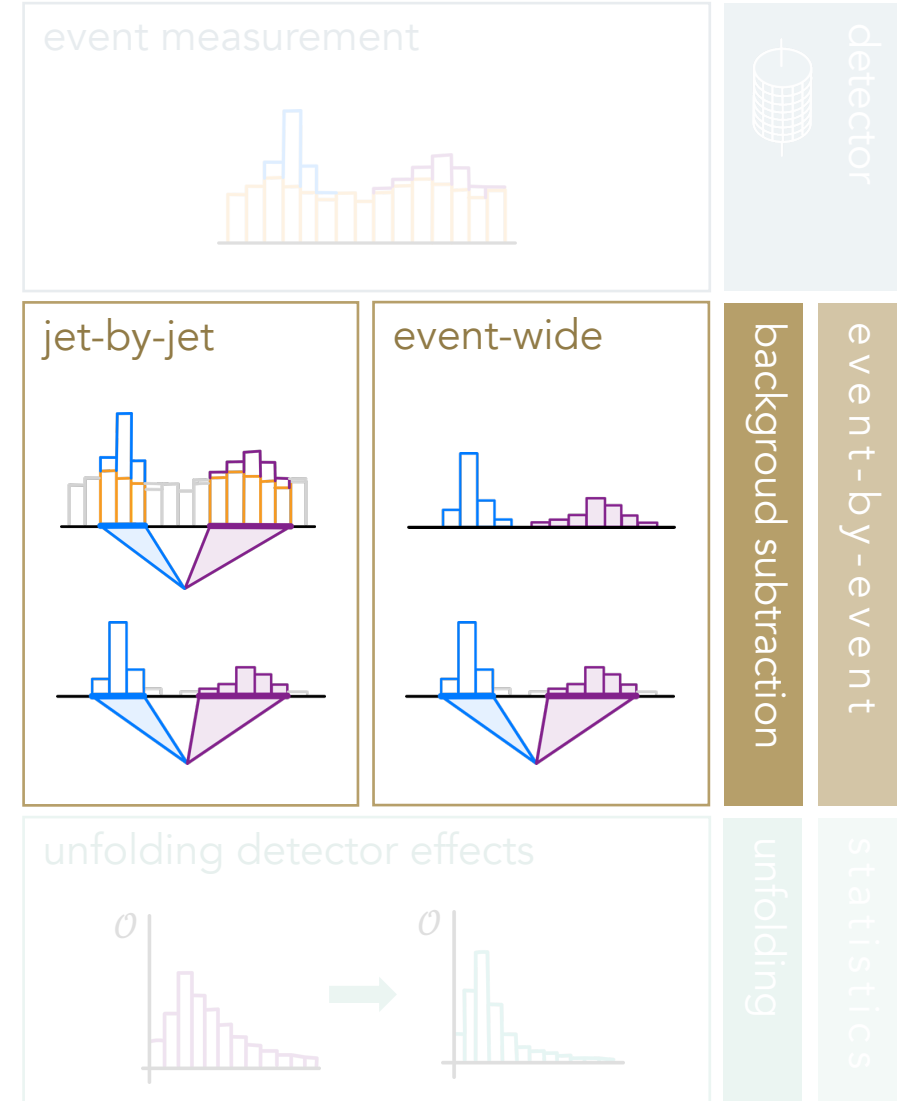 event measurement
detector
jet-by-jet
event-wide
backgroud subtraction
event-by-event
unfolding detector effects
𝒪
𝒪
unfolding
statistics